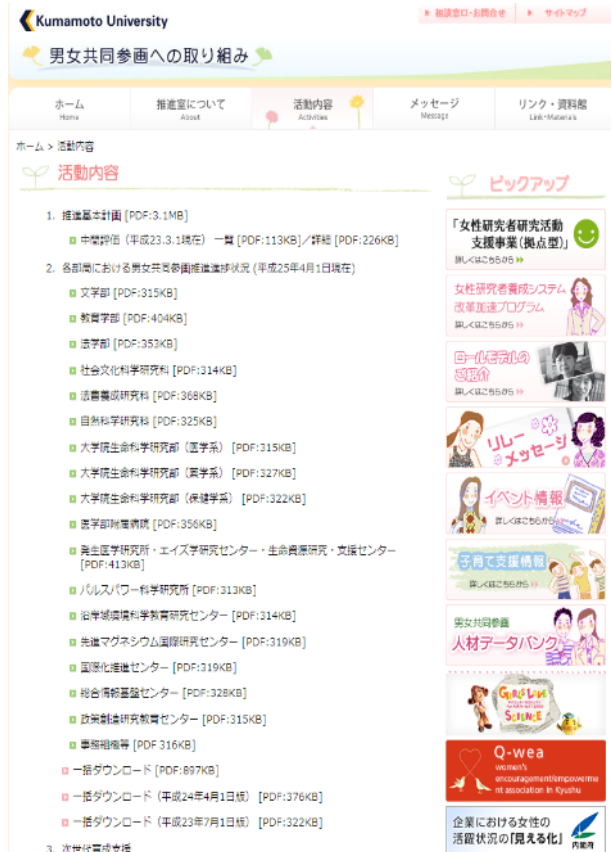 Kumamoto University
▶ 相談窓口・お問合せ ▶ サイトマップ
男女共同参画への取り組み
ホーム 推進室について 活動内容 メッセージ リンク・資料館
Home About Activities Message Link・Materials
ホーム > 活動内容
活動内容
1. 推進基本計画 [PDF:3.1MB]
中間評価（平成23.3.1現在） 一覧 [PDF:113KB]／詳細 [PDF:226KB]
2. 各部局における男女共同参画推進進捗状況 (平成25年4月1日現在)
文学部 [PDF:315KB]
教育学部 [PDF:404KB]
法学部 [PDF:353KB]
社会文化科学研究科 [PDF:314KB]
法曹養成研究科 [PDF:368KB]
自然科学研究科 [PDF:325KB]
大学院生命科学研究部（医学系） [PDF:315KB]
大学院生命科学研究部（薬学系） [PDF:327KB]
大学院生命科学研究部（保健学系） [PDF:322KB]
医学部附属病院 [PDF:356KB]
発生医学研究所・エイズ学研究センター・生命資源研究・支援センター
[PDF:413KB]
パルスパワー科学研究所 [PDF:313KB]
沿岸域環境科学教育研究センター [PDF:314KB]
先進マグネシウム国際研究センター [PDF:319KB]
国際化推進センター [PDF:319KB]
総合情報基盤センター [PDF:328KB]
政策創造研究教育センター [PDF:315KB]
事務組織等 [PDF 316KB]
一括ダウンロード [PDF:897KB]
一括ダウンロード（平成24年4月1日版） [PDF:376KB]
一括ダウンロード（平成23年7月1日版） [PDF:322KB]
3. 次世代育成支援
ピックアップ
「女性研究者研究活動
支援事業(拠点型)」
詳しくはこちらから
女性研究者養成システム
改革加速プログラム
詳しくはこちらから
ロールモデルの
ご紹介
詳しくはこちらから
リレー
メッセージ
イベント情報
詳しくはこちらから
子育て支援情報
詳しくはこちらから
男女共同参画
人材データバンク
GIRLS LOVE
SCIENCE
Q-wea
women's
encouragement/empowerme
nt association in Kyushu
企業における女性の
活躍状況の「見える化」
内閣府